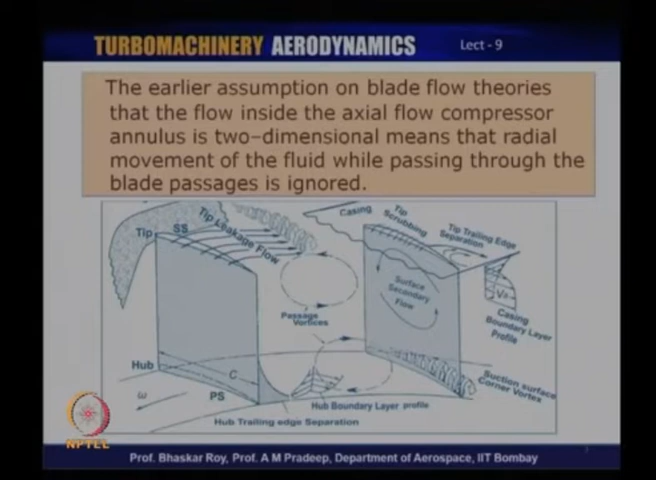 TURBOMACHINERY AERODYNAMICS
Lect - 9
The earlier assumption on blade flow theories
that the flow inside the axial flow compressor
annulus is two–dimensional means that radial
movement of the fluid while passing through the
blade passages is ignored.
Tip
SS
Tip Leakage Flow
Casing
Tip
Scrubbing
Tip Trailing Edge
Separation
Surface
Secondary
Flow
Casing
Boundary Layer
Profile
Passage
Vortices
Hub
C
PS
ω
Suction surface
Corner Vortex
Hub Boundary Layer profile
Hub Trailing edge Separation
NPTEL
Prof. Bhaskar Roy, Prof. A M Pradeep, Department of Aerospace, IIT Bombay